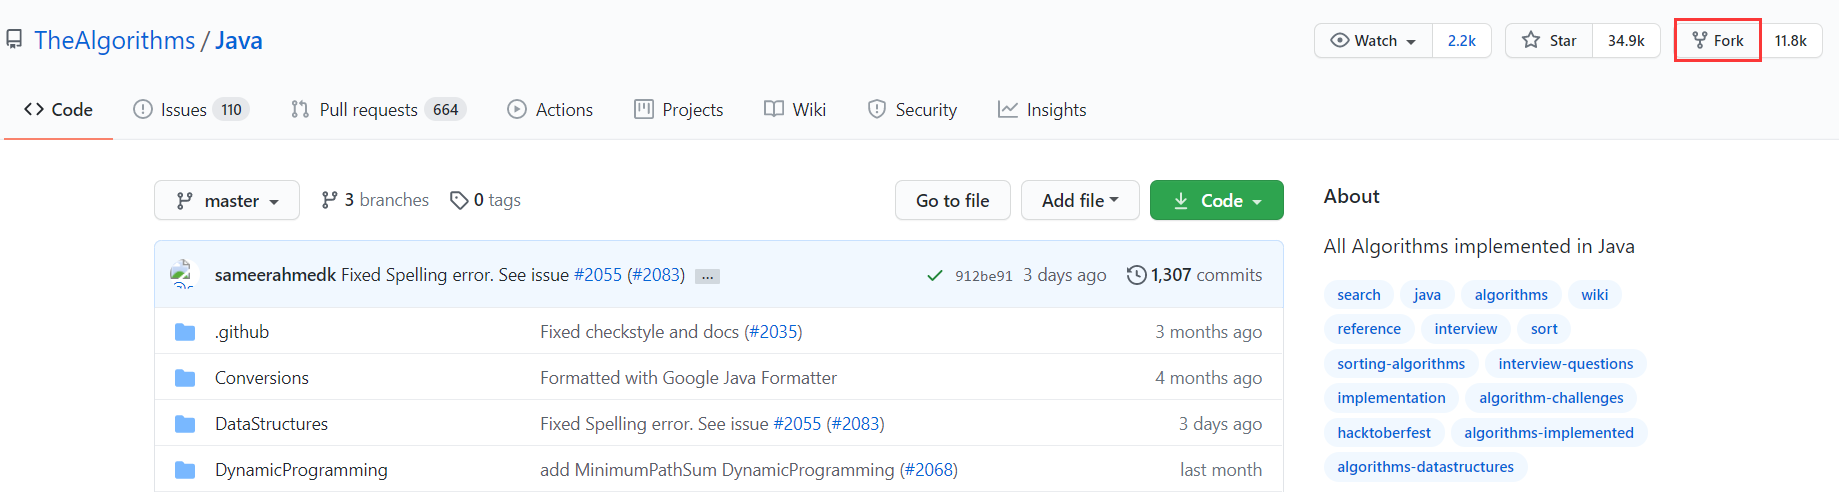 TheAlgorithms / Java
Watch 2.2k Star 34.9k Fork 11.8k
Code Issues 110 Pull requests 664 Actions Projects Wiki Security Insights
master 3 branches 0 tags Go to file Add file Code
sameerahmedk Fixed Spelling error. See issue #2055 (#2083) ... 912be91 3 days ago 1,307 commits
.github Fixed checkstyle and docs (#2035) 3 months ago
Conversions Formatted with Google Java Formatter 4 months ago
DataStructures Fixed Spelling error. See issue #2055 (#2083) 3 days ago
DynamicProgramming add MinimumPathSum DynamicProgramming (#2068) last month
About
All Algorithms implemented in Java
search java algorithms wiki
reference interview sort
sorting-algorithms interview-questions
implementation algorithm-challenges
hacktoberfest algorithms-implemented
algorithms-datastructures